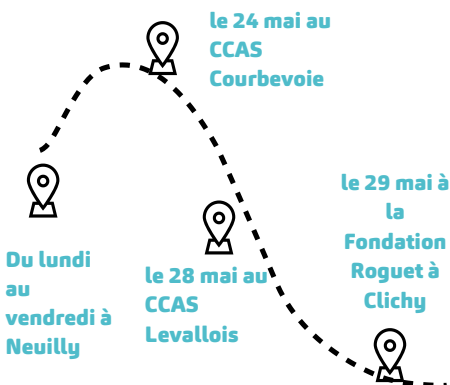 le 24 mai au
CCAS
Courbevoie
le 29 mai à
la
Fondation
Roguet à
Clichy
Du lundi
au
vendredi à
Neuilly
le 28 mai au
CCAS
Levallois